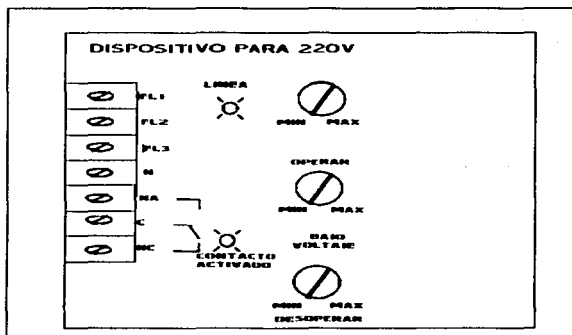 DISPOSITIVO PARA 220V
LINEA
FL1
FL2
FL3
N
NA
C
NC
CONTACTO
ACTIVADO
MIN MAX
OPERAR
MIN MAX
BAJO
VOLTAJE
MIN MAX
DESOPERAR